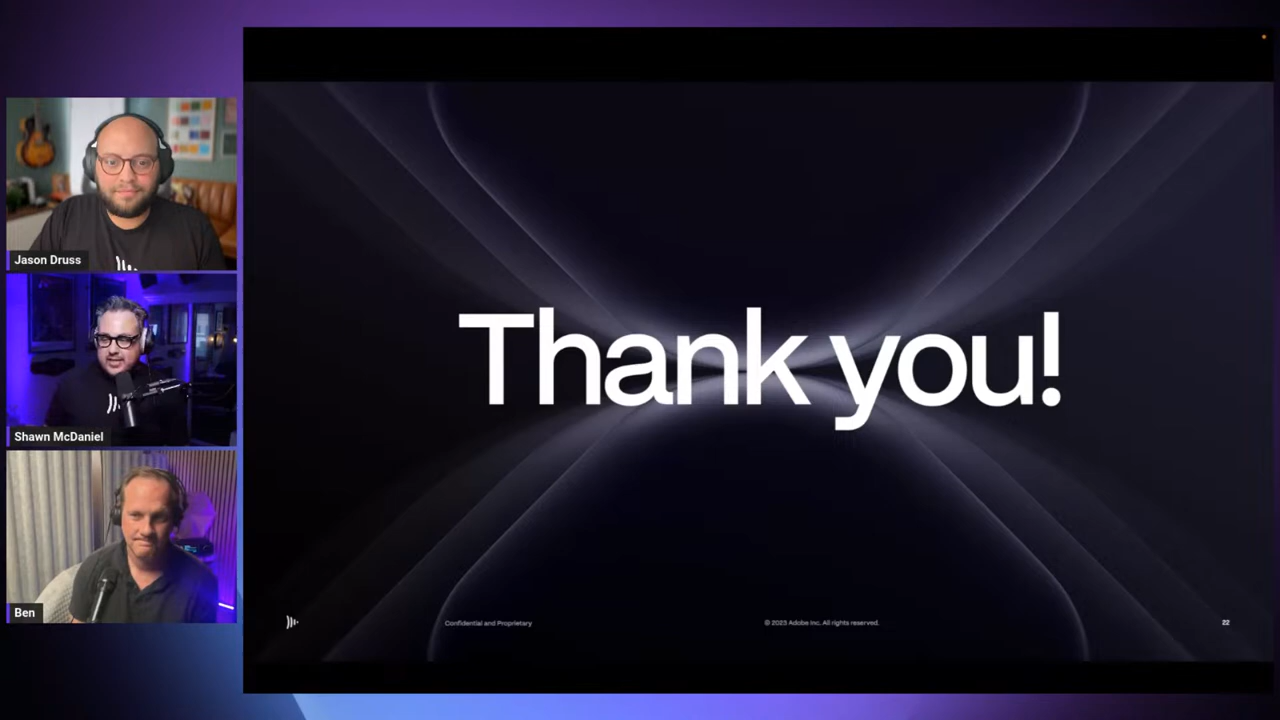 Jason Druss
Shawn McDaniel
Ben
Thank you!
Confidential and Proprietary
© 2023 Adobe Inc. All rights reserved.
22